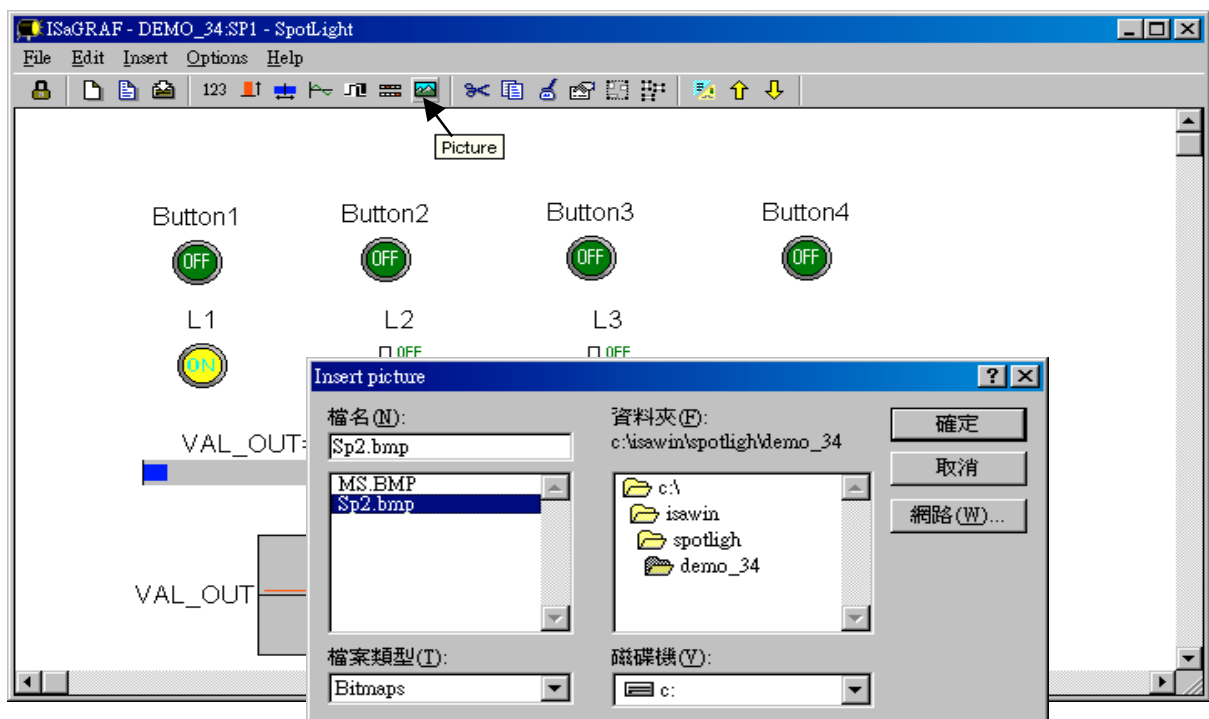 ISaGRAF - DEMO_34:SP1 - SpotLight
File Edit Insert Options Help
123
Picture
Button1 Button2 Button3 Button4
OFF OFF OFF OFF
L1 L2 L3
ON OFF OFF
VAL_OUT=
VAL_OUT
Insert picture
檔名(N):
Sp2.bmp
MS.BMP
Sp2.bmp
檔案類型(T):
Bitmaps
資料夾(F):
c:\isawin\spotligh\demo_34
c:\
isawin
spotligh
demo_34
磁碟機(V):
c:
確定
取消
網路(W)...